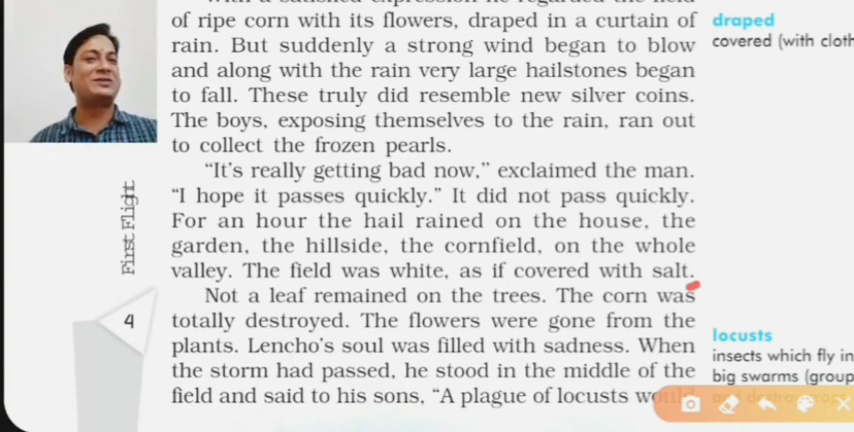 of ripe corn with its flowers, draped in a curtain of
rain. But suddenly a strong wind began to blow
and along with the rain very large hailstones began
to fall. These truly did resemble new silver coins.
The boys, exposing themselves to the rain, ran out
to collect the frozen pearls.
“It’s really getting bad now,” exclaimed the man.
“I hope it passes quickly.” It did not pass quickly.
For an hour the hail rained on the house, the
garden, the hillside, the cornfield, on the whole
valley. The field was white, as if covered with salt.
Not a leaf remained on the trees. The corn was
totally destroyed. The flowers were gone from the
plants. Lencho’s soul was filled with sadness. When
the storm had passed, he stood in the middle of the
field and said to his sons, “A plague of locusts
draped
covered (with cloth
locusts
insects which fly in
big swarms (group
First Flight
4